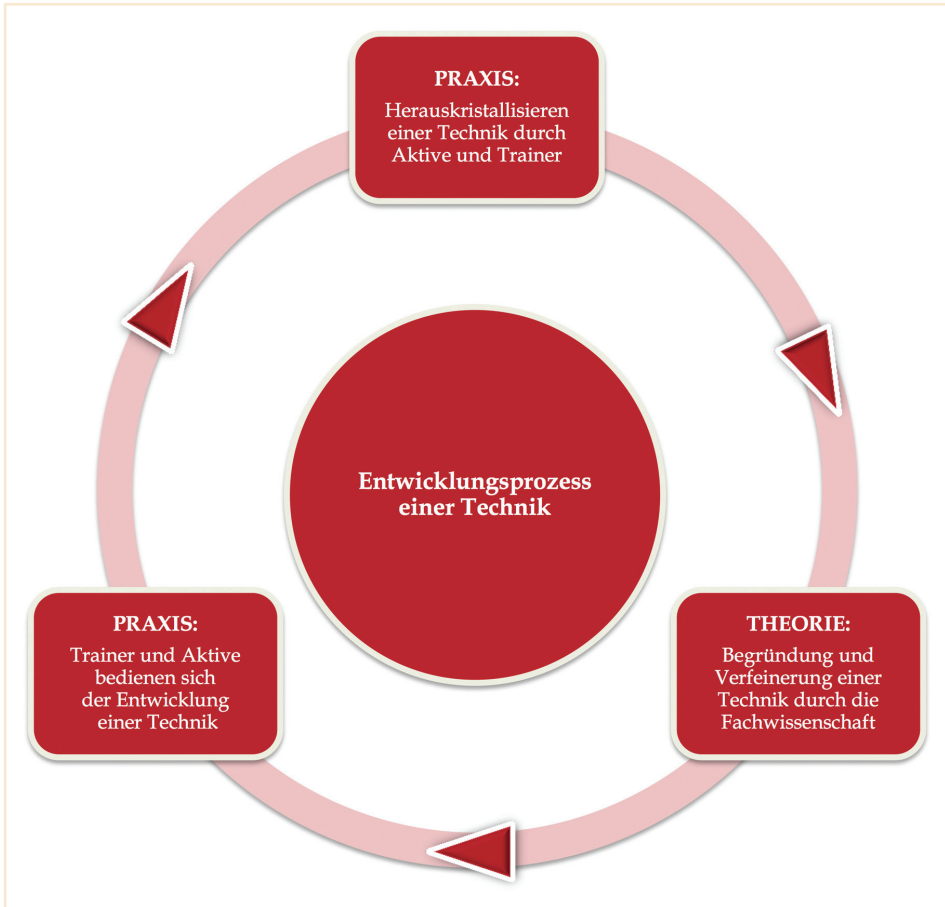 PRAXIS:
Herauskristallisieren
einer Technik durch
Aktive und Trainer
Entwicklungsprozess
einer Technik
PRAXIS:
Trainer und Aktive
bedienen sich
der Entwicklung
einer Technik
THEORIE:
Begründung und
Verfeinerung einer
Technik durch die
Fachwissenschaft